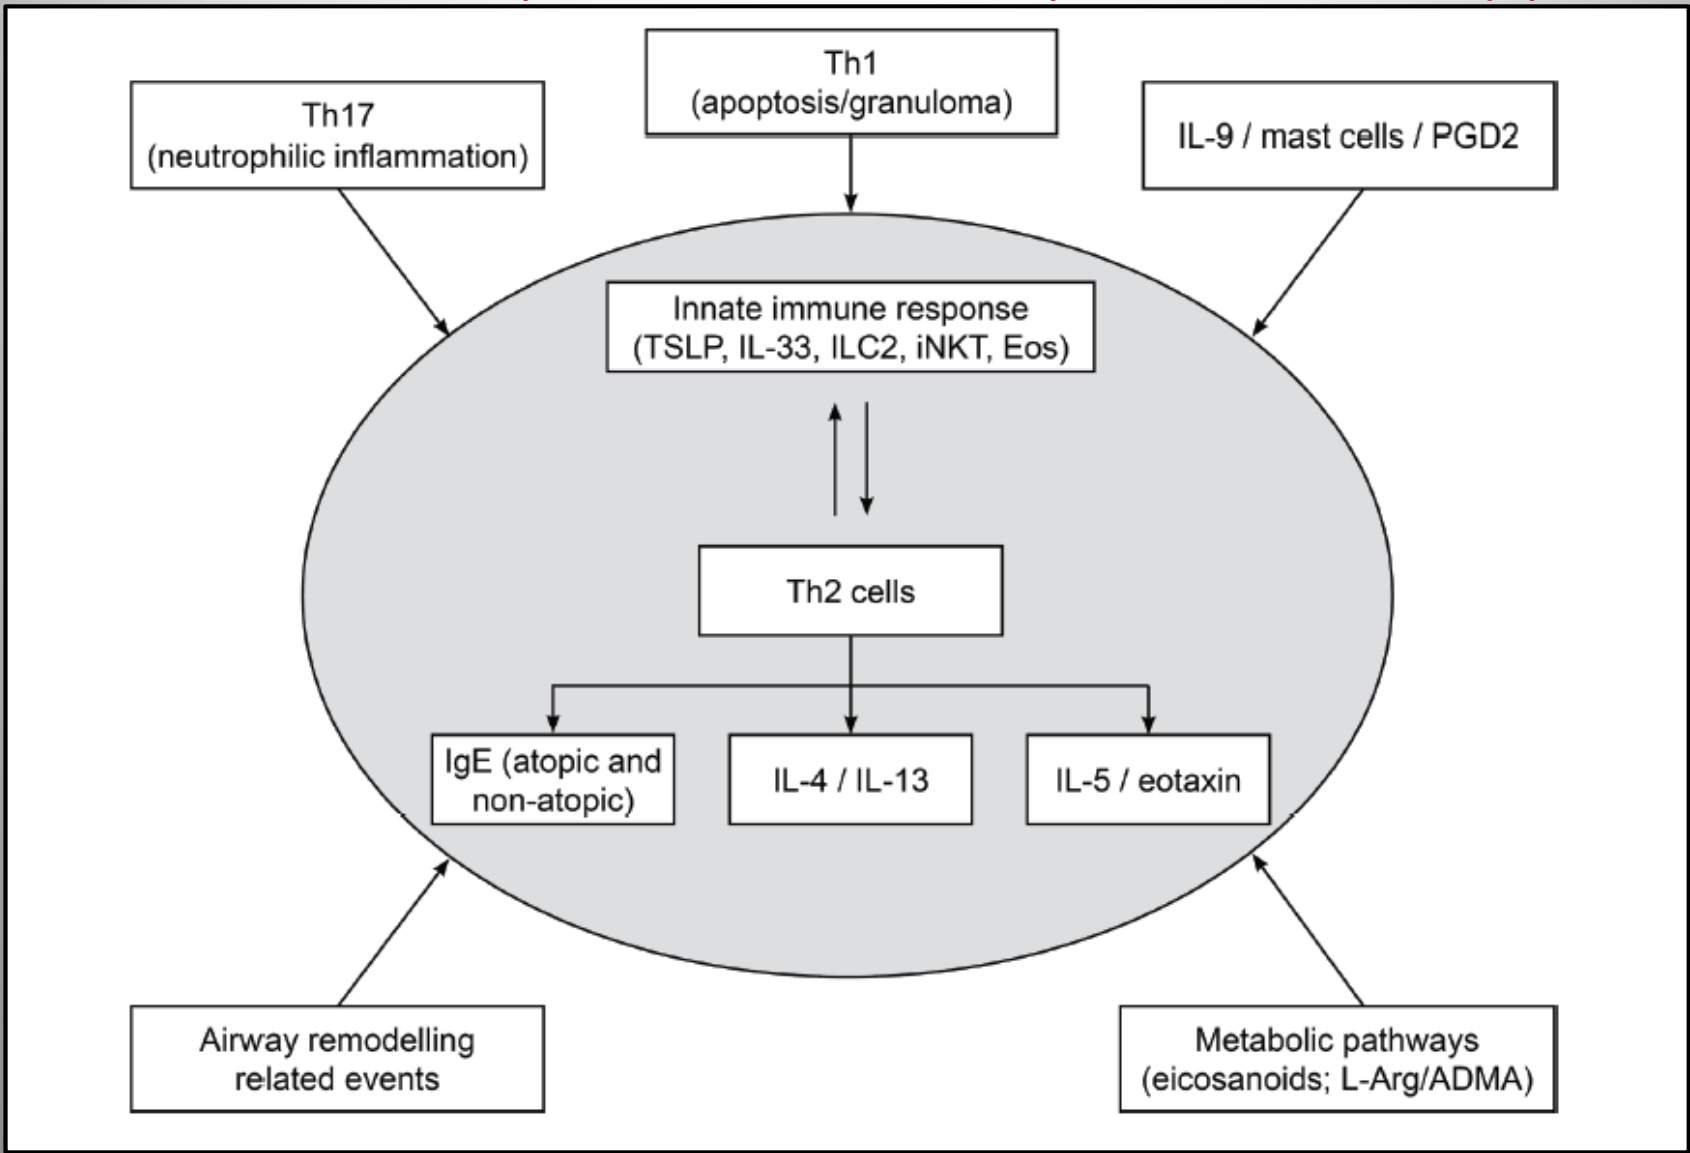 Th1
(apoptosis/granuloma)
Th17
(neutrophilic inflammation)
IL-9 / mast cells / PGD2
Innate immune response
(TSLP, IL-33, ILC2, iNKT, Eos)
Th2 cells
IgE (atopic and
non-atopic)
IL-4 / IL-13
IL-5 / eotaxin
Airway remodelling
related events
Metabolic pathways
(eicosanoids; L-Arg/ADMA)